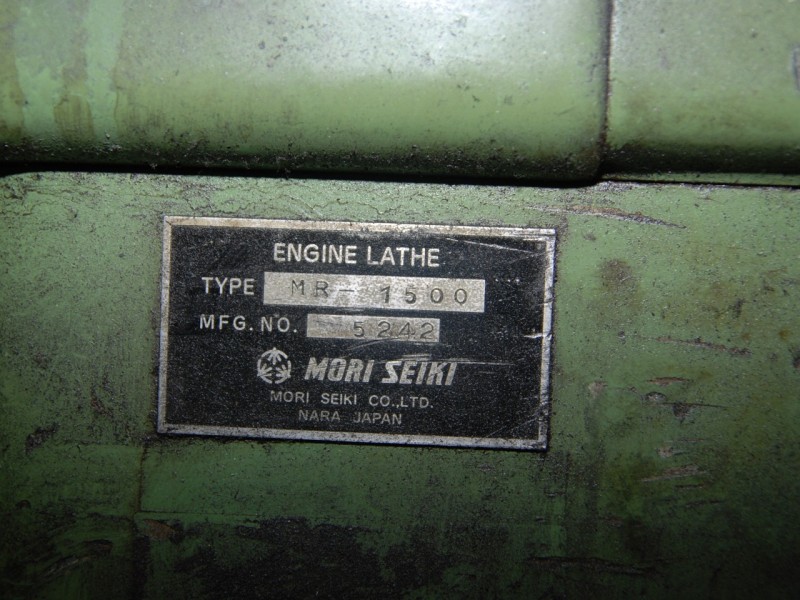 ENGINE LATHE
TYPE MR-1500
MFG. NO. 5242
MORI SEIKI
MORI SEIKI CO.,LTD.
NARA JAPAN